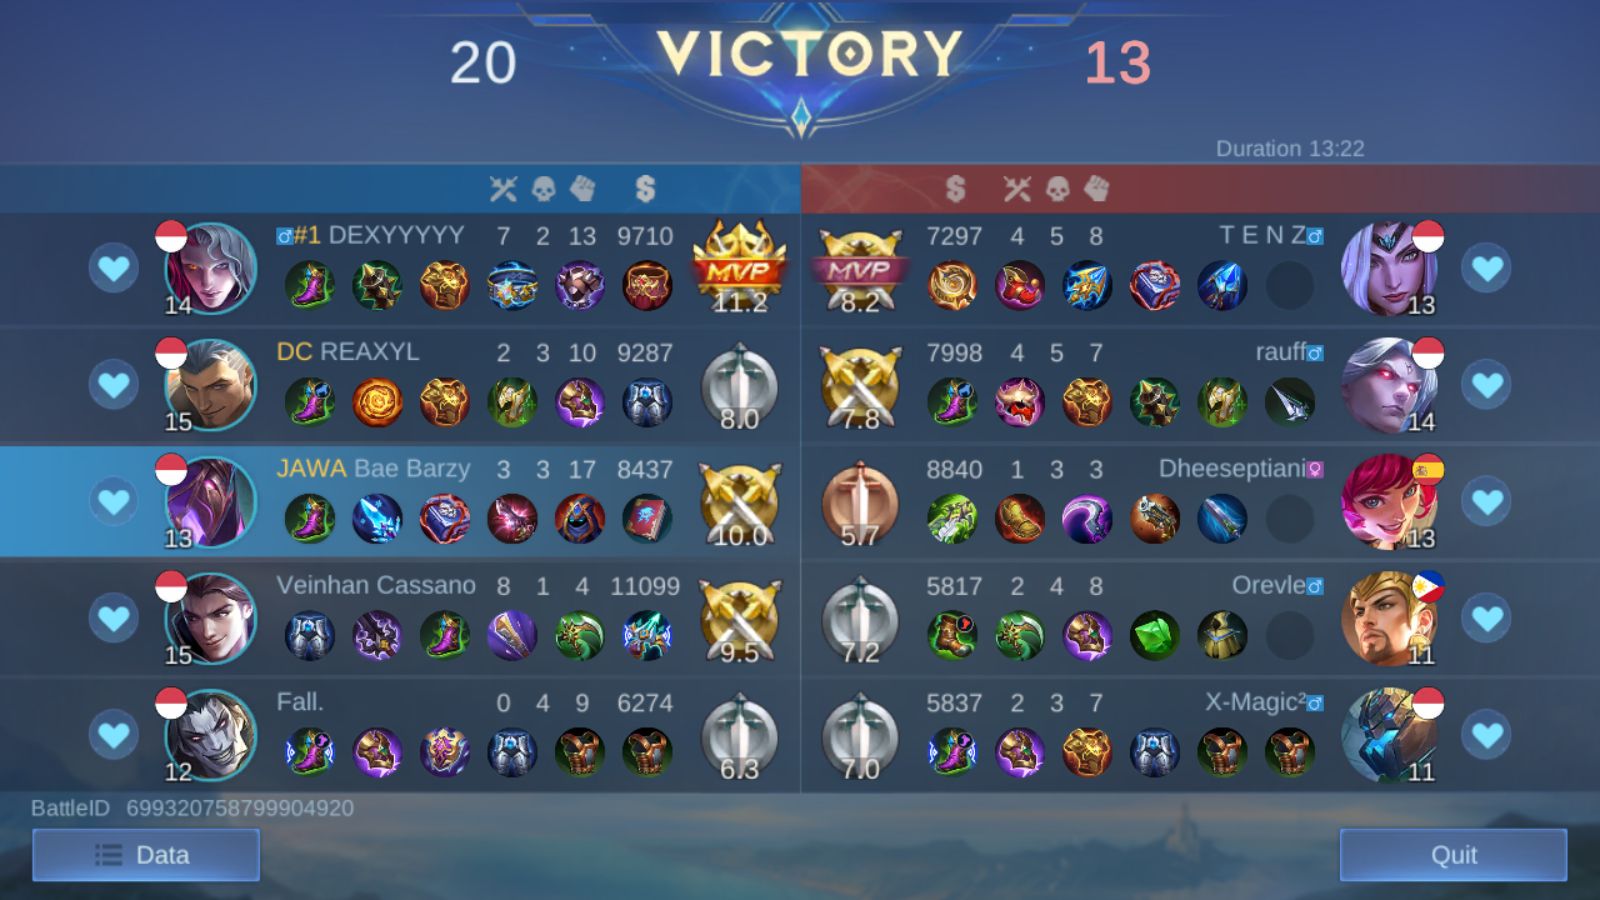 20 VICTORY 13
Duration 13:22
#1 DEXYYYYY 7 2 13 9710 MVP 11.2
14
MVP 8.2 7297 4 5 8 T E N Z
13
DC REAXYL 2 3 10 9287 8.0
15
7.8 7998 4 5 7 rauff
14
JAWA Bae Barzy 3 3 17 8437 10.0
13
5.7 8840 1 3 3 Dheeseptiani
13
Veinhan Cassano 8 1 4 11099 9.5
15
7.2 5817 2 4 8 Orevle
11
Fall. 0 4 9 6274 6.3
12
7.0 5837 2 3 7 X-Magic²
11
BattleID 699320758799904920
Data
Quit